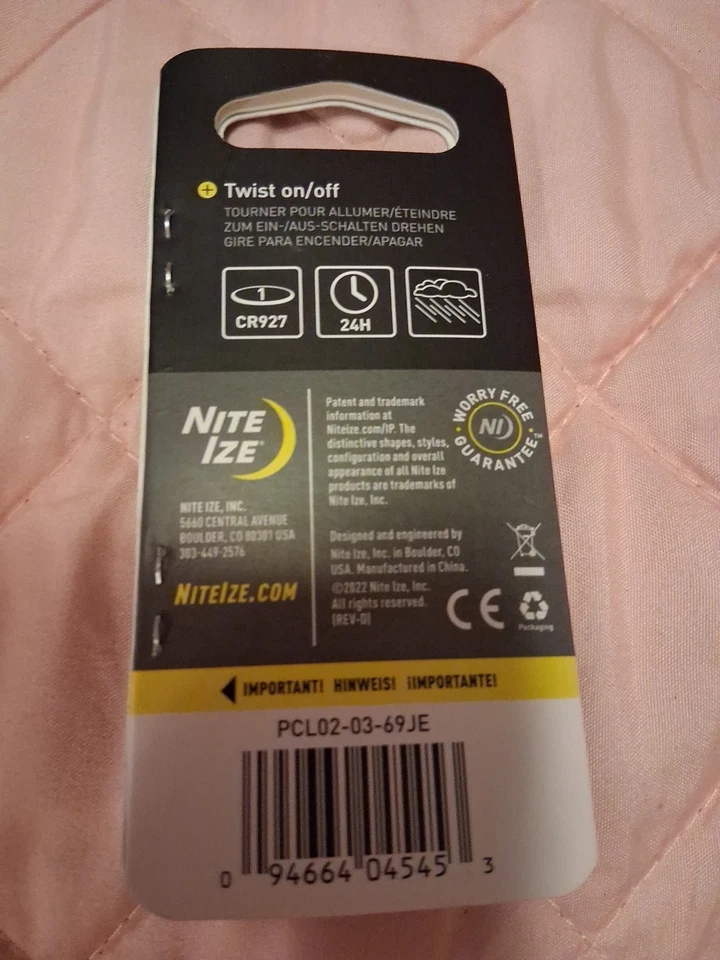 Twist on/off
TOURNER POUR ALLUMER/ÉTEINDRE
ZUM EIN-/AUS-SCHALTEN DREHEN
GIRE PARA ENCENDER/APAGAR
1
CR927
24H
NITE
IZE®
NITE IZE, INC.
5660 CENTRAL AVENUE
BOULDER, CO 80301 USA
303-449-2576
NITEIZE.COM
Patent and trademark
information at
Niteize.com/IP. The
distinctive shapes, styles,
configuration and overall
appearance of all Nite Ize
products are trademarks of
Nite Ize, Inc.
WORRY FREE
NI
GUARANTEE™
Designed and engineered by
Nite Ize, Inc. in Boulder, CO
USA. Manufactured in China.
©2022 Nite Ize, Inc.
All rights reserved.
(REV-D)
CE
Packaging
IMPORTANT! HINWEIS! ¡IMPORTANTE!
PCL02-03-69JE
0 94664 04545 3